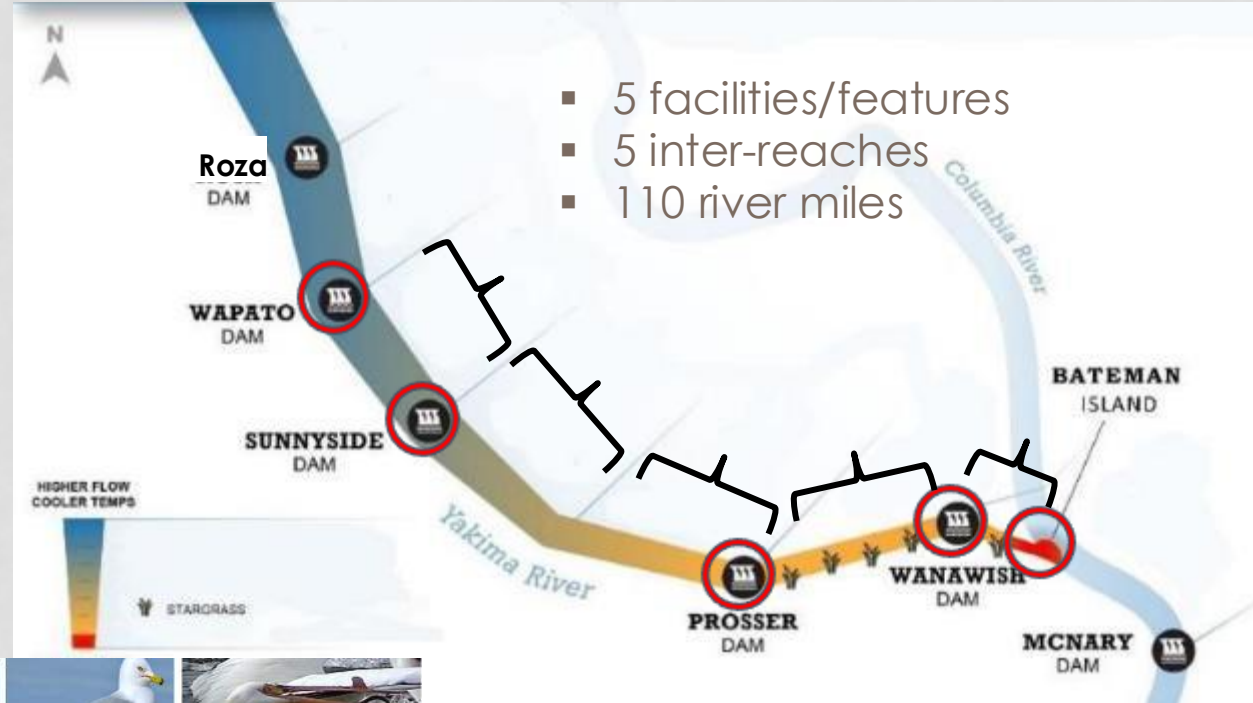 N
▪ 5 facilities/features
▪ 5 inter-reaches
▪ 110 river miles
Roza
DAM
Columbia River
WAPATO
DAM
BATEMAN
ISLAND
SUNNYSIDE
DAM
HIGHER FLOW
COOLER TEMPS
Yakima River
STARGRASS
WANAWISH
DAM
PROSSER
DAM
MCNARY
DAM